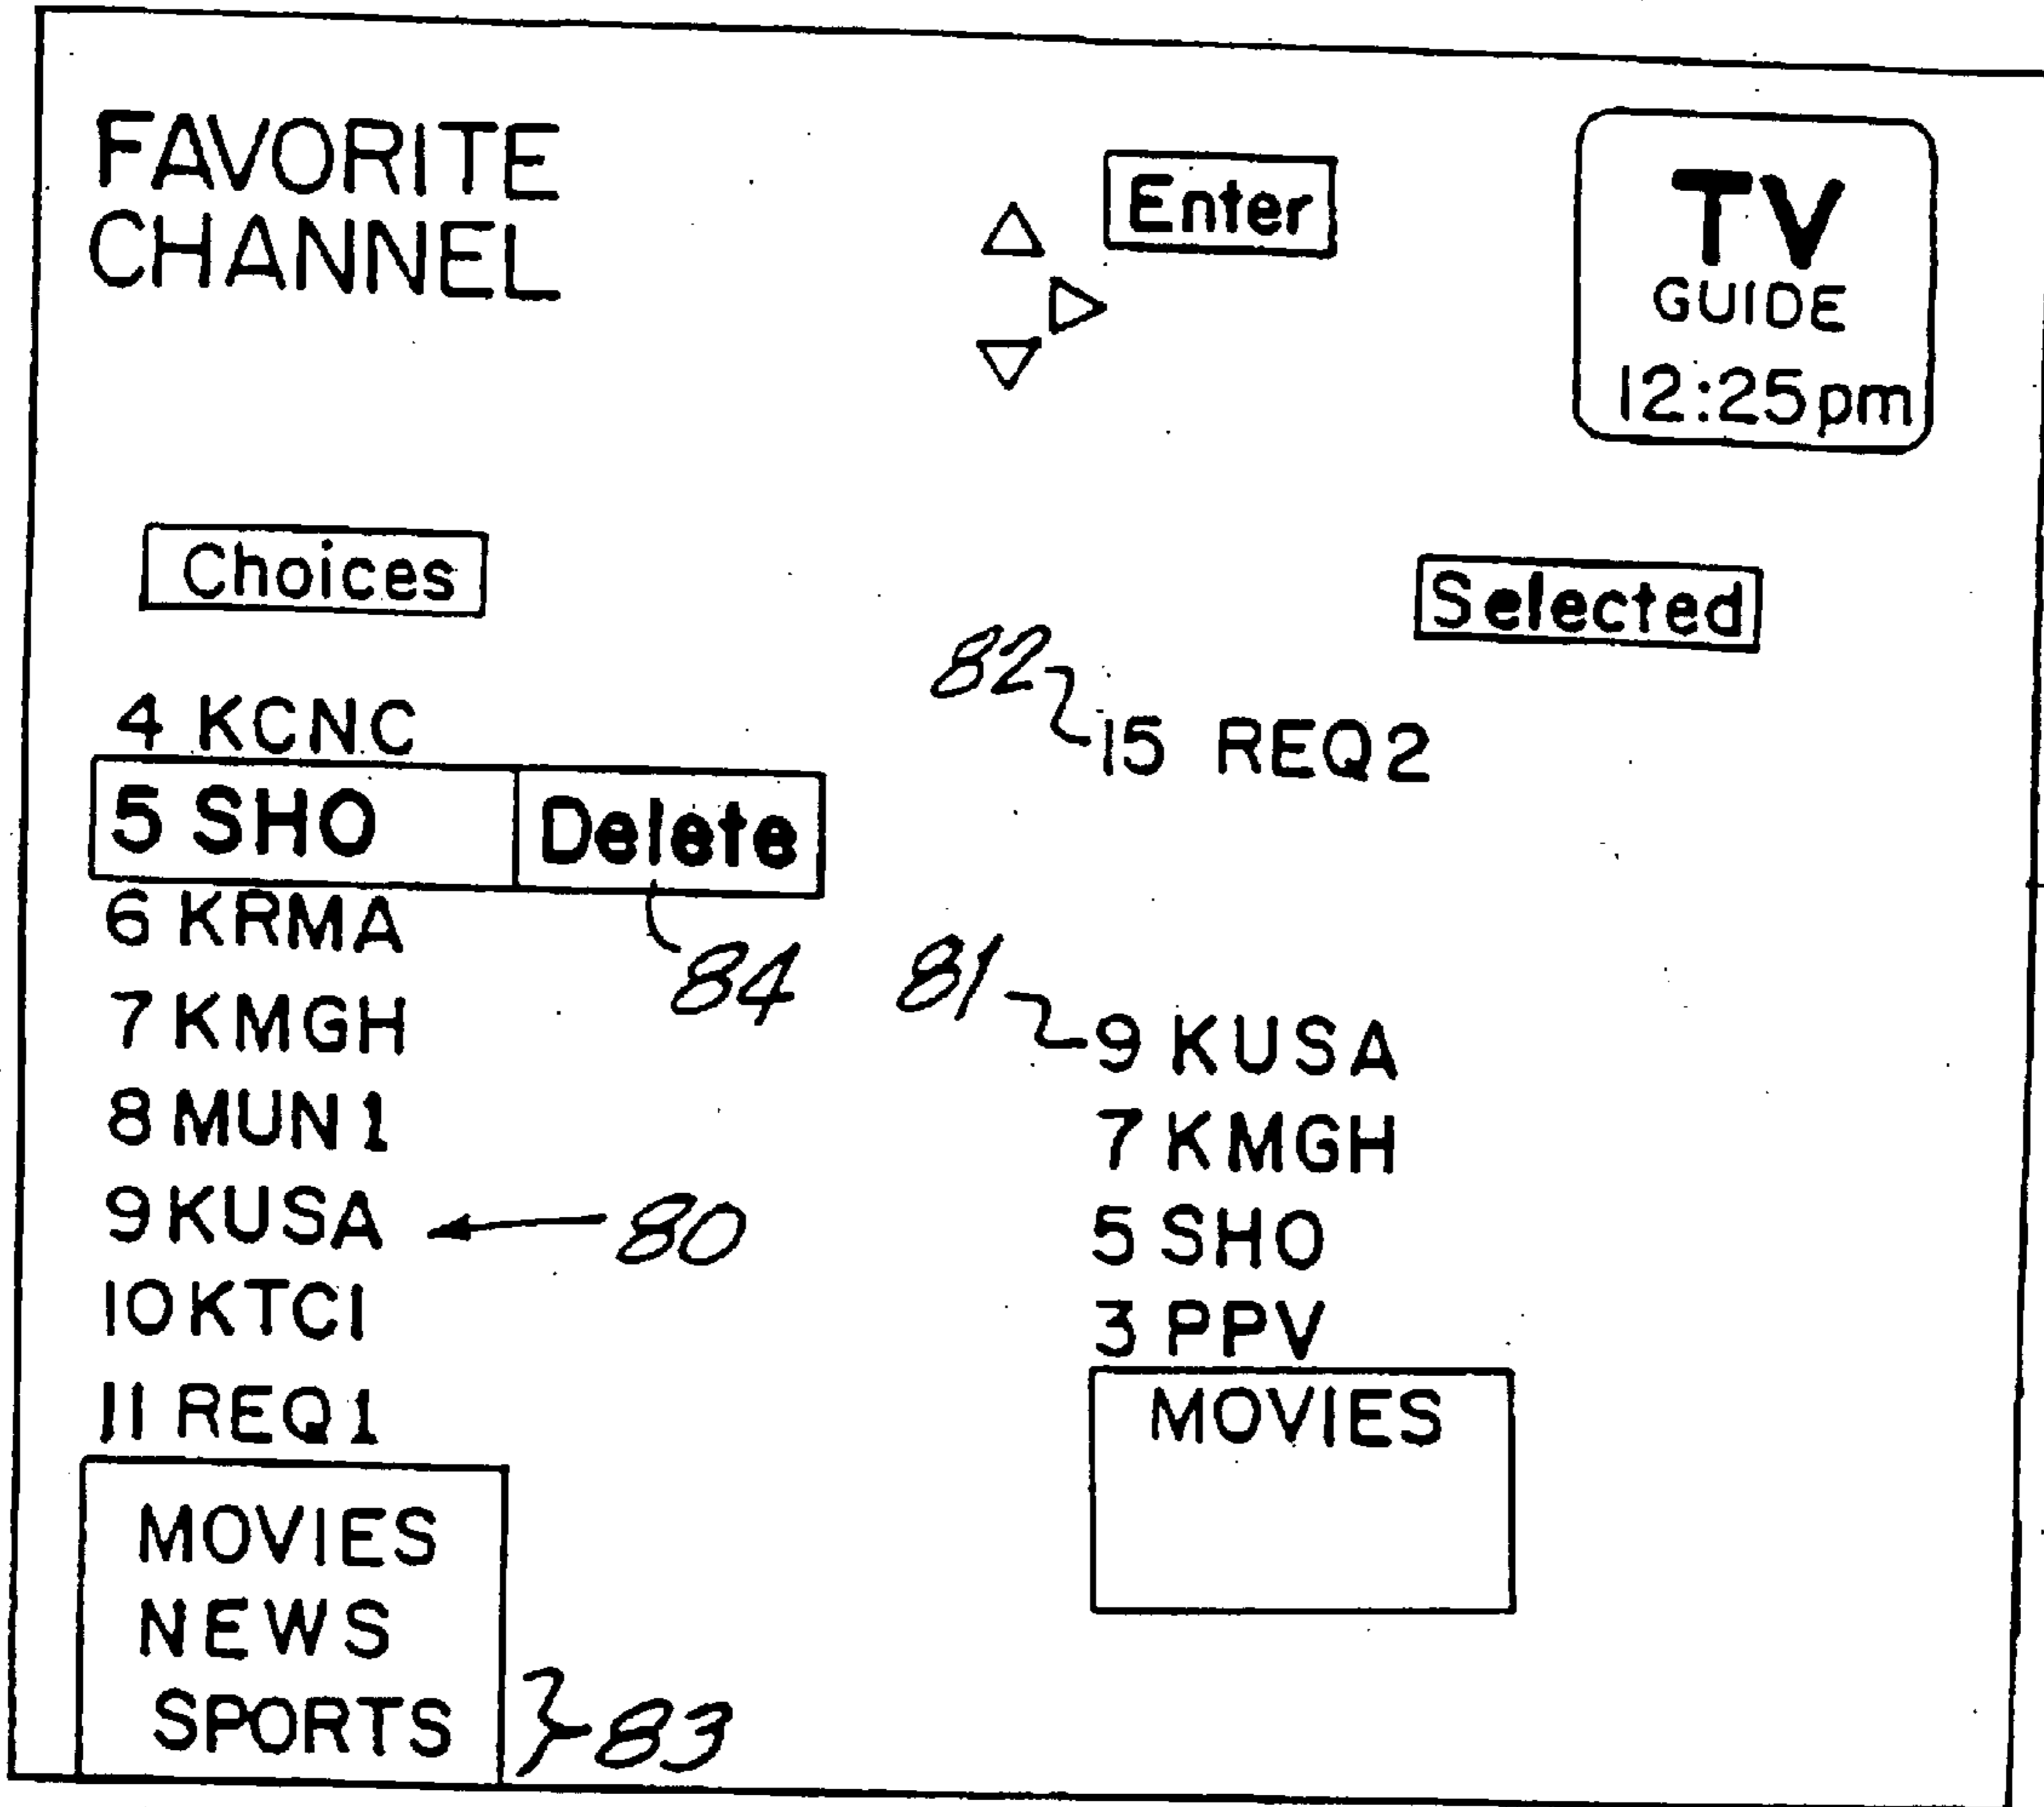 FAVORITE
CHANNEL
Enter
TV
GUIDE
12:25pm
Choices
Selected
4 KCNC
5 SHO Delete
6 KRMA
7 KMGH
8 MUN1
9 KUSA
10 KTCI
11 REQ1
MOVIES
NEWS
SPORTS
84
80
83
82
15 REQ2
81
9 KUSA
7 KMGH
5 SHO
3 PPV
MOVIES